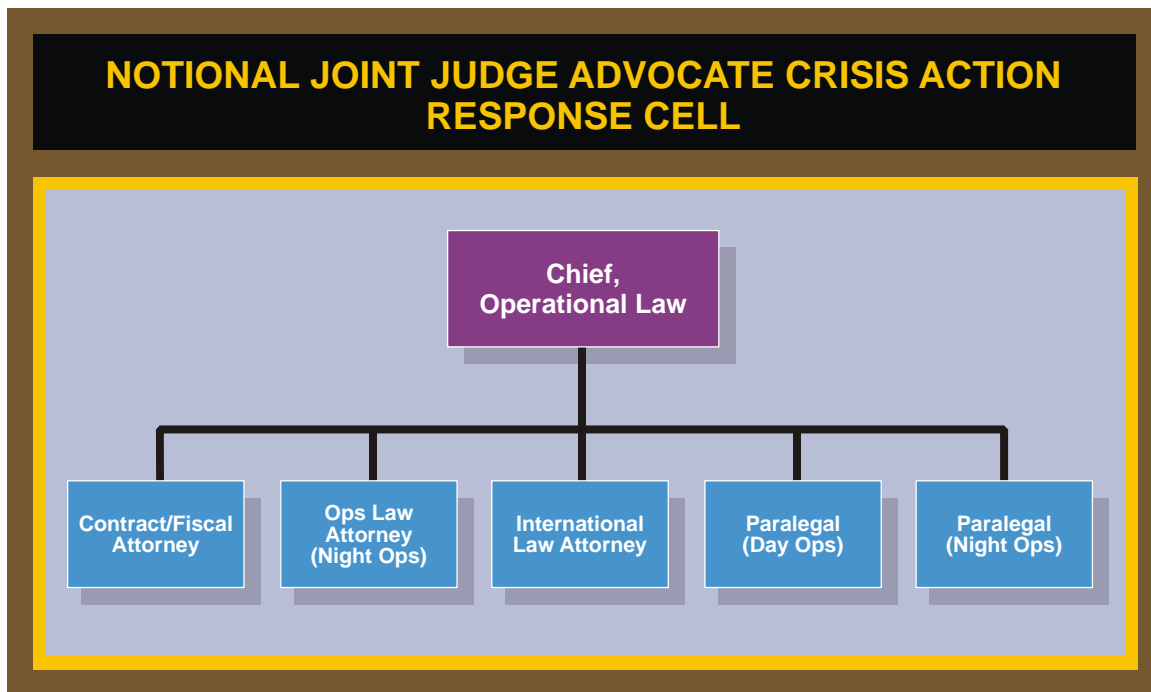 NOTIONAL JOINT JUDGE ADVOCATE CRISIS ACTION
RESPONSE CELL
Chief,
Operational Law
Contract/Fiscal
Attorney
Ops Law
Attorney
(Night Ops)
International
Law Attorney
Paralegal
(Day Ops)
Paralegal
(Night Ops)